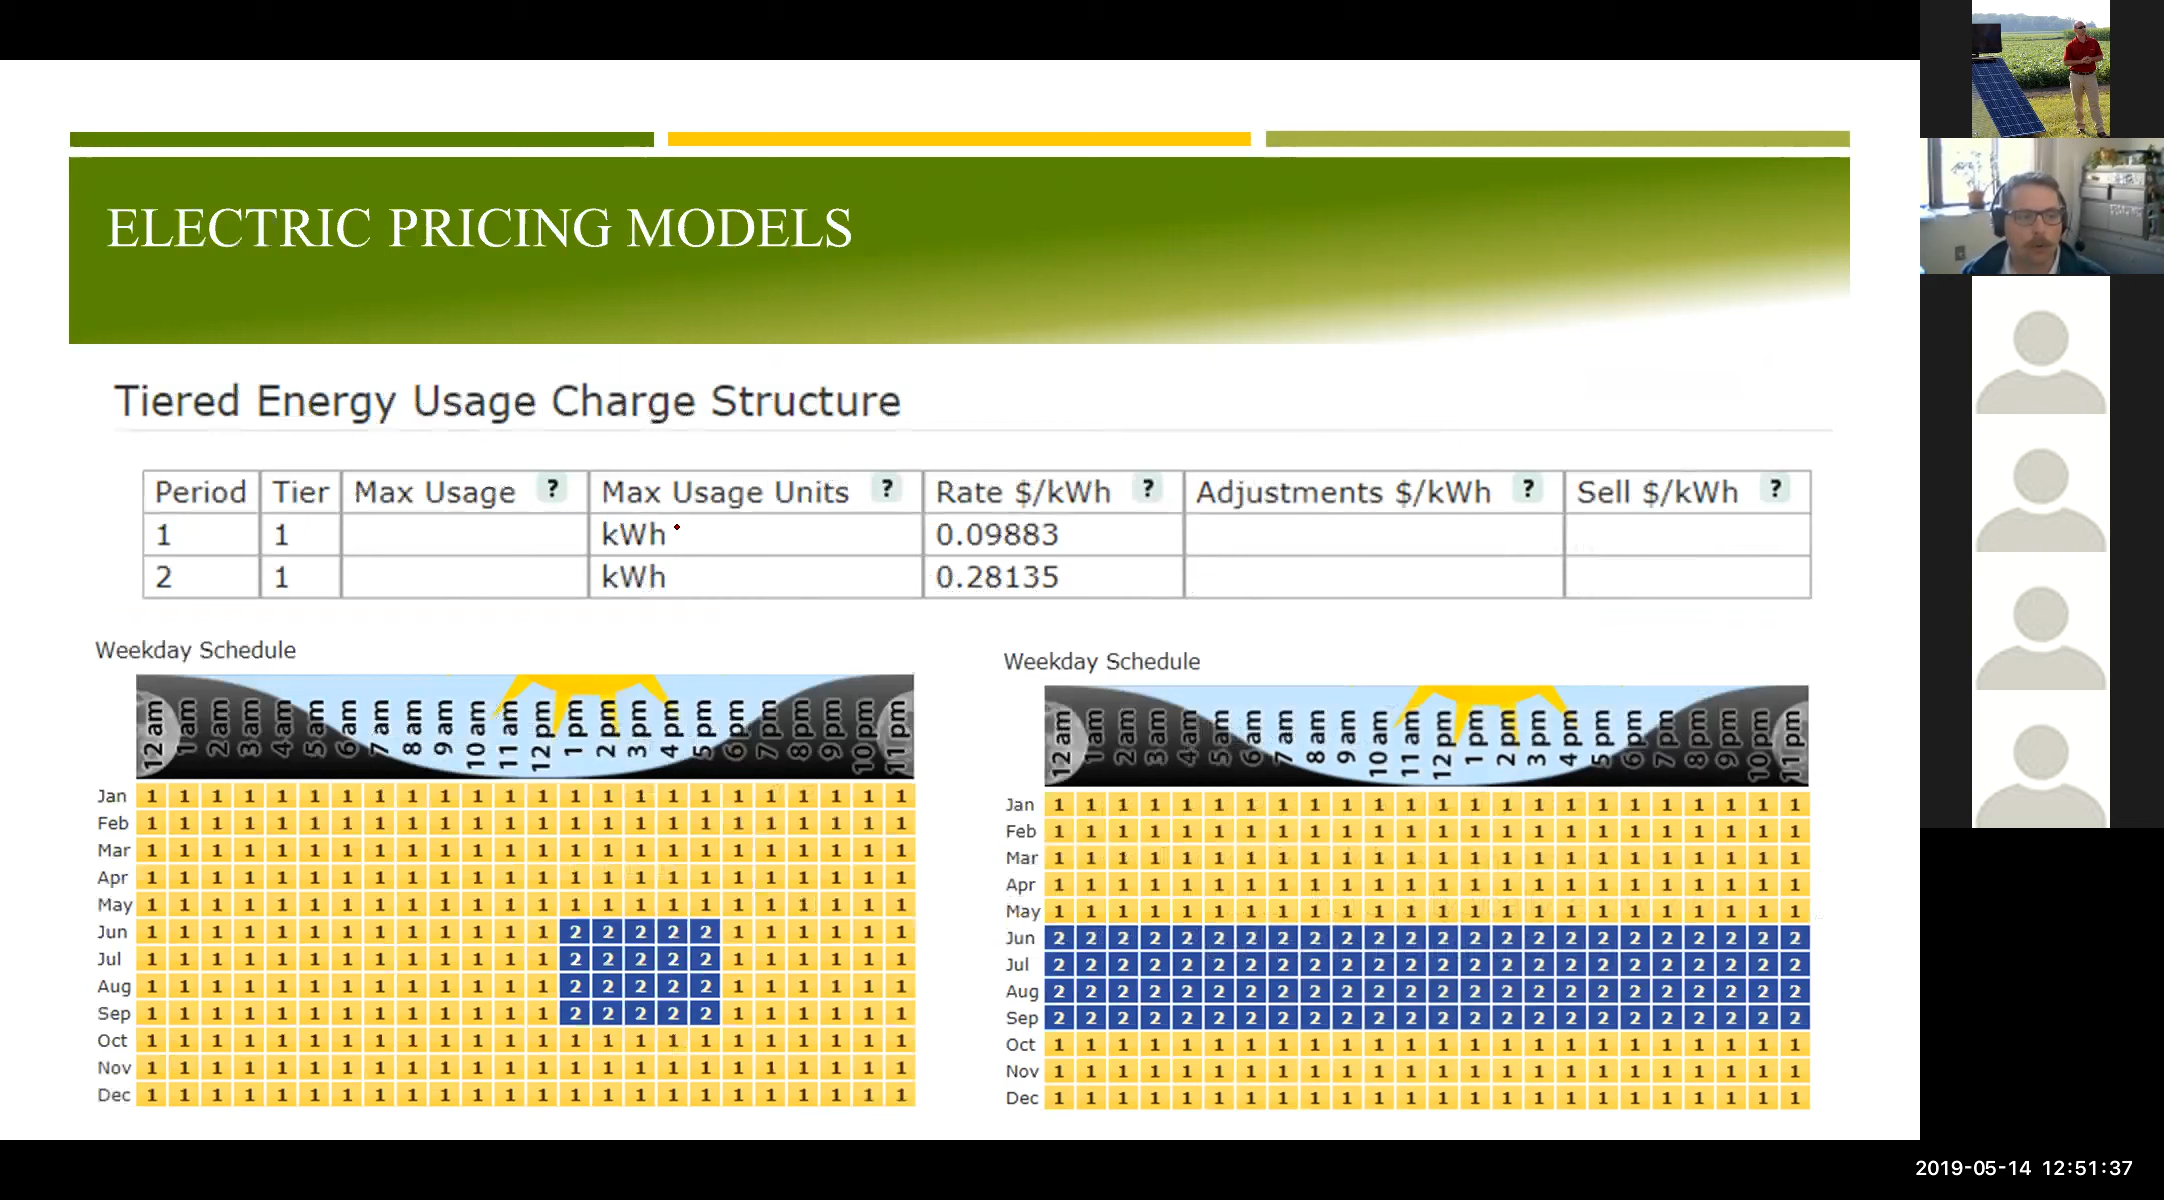 ELECTRIC PRICING MODELS
Tiered Energy Usage Charge Structure
Period Tier Max Usage ? Max Usage Units ? Rate $/kWh ? Adjustments $/kWh ? Sell $/kWh ?
1 1 kWh 0.09883
2 1 kWh 0.28135
Weekday Schedule
12 am 1 am 2 am 3 am 4 am 5 am 6 am 7 am 8 am 9 am 10 am 11 am 12 pm 1 pm 2 pm 3 pm 4 pm 5 pm 6 pm 7 pm 8 pm 9 pm 10 pm 11 pm
Jan 1 1 1 1 1 1 1 1 1 1 1 1 1 1 1 1 1 1 1 1 1 1 1 1
Feb 1 1 1 1 1 1 1 1 1 1 1 1 1 1 1 1 1 1 1 1 1 1 1 1
Mar 1 1 1 1 1 1 1 1 1 1 1 1 1 1 1 1 1 1 1 1 1 1 1 1
Apr 1 1 1 1 1 1 1 1 1 1 1 1 1 1 1 1 1 1 1 1 1 1 1 1
May 1 1 1 1 1 1 1 1 1 1 1 1 1 1 1 1 1 1 1 1 1 1 1 1
Jun 1 1 1 1 1 1 1 1 1 1 1 1 1 2 2 2 2 2 1 1 1 1 1 1
Jul 1 1 1 1 1 1 1 1 1 1 1 1 1 2 2 2 2 2 1 1 1 1 1 1
Aug 1 1 1 1 1 1 1 1 1 1 1 1 1 2 2 2 2 2 1 1 1 1 1 1
Sep 1 1 1 1 1 1 1 1 1 1 1 1 1 2 2 2 2 2 1 1 1 1 1 1
Oct 1 1 1 1 1 1 1 1 1 1 1 1 1 1 1 1 1 1 1 1 1 1 1 1
Nov 1 1 1 1 1 1 1 1 1 1 1 1 1 1 1 1 1 1 1 1 1 1 1 1
Dec 1 1 1 1 1 1 1 1 1 1 1 1 1 1 1 1 1 1 1 1 1 1 1 1
Weekday Schedule
12 am 1 am 2 am 3 am 4 am 5 am 6 am 7 am 8 am 9 am 10 am 11 am 12 pm 1 pm 2 pm 3 pm 4 pm 5 pm 6 pm 7 pm 8 pm 9 pm 10 pm 11 pm
Jan 1 1 1 1 1 1 1 1 1 1 1 1 1 1 1 1 1 1 1 1 1 1 1 1
Feb 1 1 1 1 1 1 1 1 1 1 1 1 1 1 1 1 1 1 1 1 1 1 1 1
Mar 1 1 1 1 1 1 1 1 1 1 1 1 1 1 1 1 1 1 1 1 1 1 1 1
Apr 1 1 1 1 1 1 1 1 1 1 1 1 1 1 1 1 1 1 1 1 1 1 1 1
May 1 1 1 1 1 1 1 1 1 1 1 1 1 1 1 1 1 1 1 1 1 1 1 1
Jun 2 2 2 2 2 2 2 2 2 2 2 2 2 2 2 2 2 2 2 2 2 2 2 2
Jul 2 2 2 2 2 2 2 2 2 2 2 2 2 2 2 2 2 2 2 2 2 2 2 2
Aug 2 2 2 2 2 2 2 2 2 2 2 2 2 2 2 2 2 2 2 2 2 2 2 2
Sep 2 2 2 2 2 2 2 2 2 2 2 2 2 2 2 2 2 2 2 2 2 2 2 2
Oct 1 1 1 1 1 1 1 1 1 1 1 1 1 1 1 1 1 1 1 1 1 1 1 1
Nov 1 1 1 1 1 1 1 1 1 1 1 1 1 1 1 1 1 1 1 1 1 1 1 1
Dec 1 1 1 1 1 1 1 1 1 1 1 1 1 1 1 1 1 1 1 1 1 1 1 1
2019-05-14 12:51:37